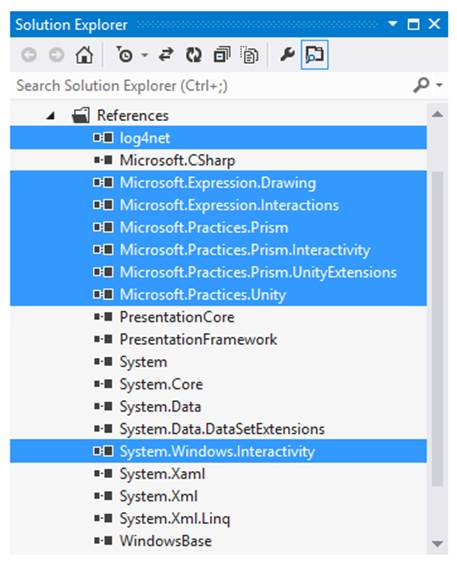 Solution Explorer
Search Solution Explorer (Ctrl+;)
References
log4net
Microsoft.CSharp
Microsoft.Expression.Drawing
Microsoft.Expression.Interactions
Microsoft.Practices.Prism
Microsoft.Practices.Prism.Interactivity
Microsoft.Practices.Prism.UnityExtensions
Microsoft.Practices.Unity
PresentationCore
PresentationFramework
System
System.Core
System.Data
System.Data.DataSetExtensions
System.Windows.Interactivity
System.Xaml
System.Xml
System.Xml.Linq
WindowsBase